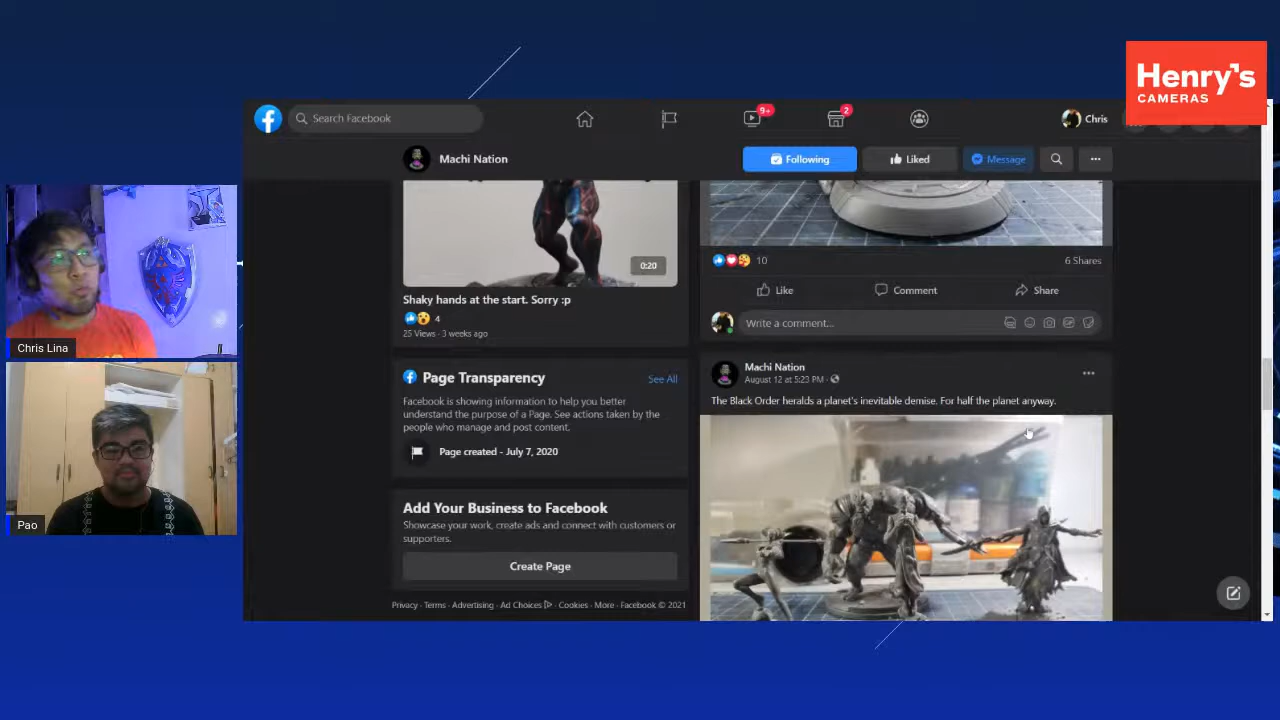 Henry's
CAMERAS
Search Facebook
9+
2
Chris
Machi Nation
Following
Liked
Message
0:20
Shaky hands at the start. Sorry :p
4
25 Views · 3 weeks ago
Page Transparency
See All
Facebook is showing information to help you better
understand the purpose of a Page. See actions taken by the
people who manage and post content.
Page created - July 7, 2020
Add Your Business to Facebook
Showcase your work, create ads and connect with customers or
supporters.
Create Page
Privacy · Terms · Advertising · Ad Choices · Cookies · More · Facebook © 2021
10
6 Shares
Like
Comment
Share
Write a comment...
Machi Nation
August 12 at 5:23 PM ·
The Black Order heralds a planet's inevitable demise. For half the planet anyway.
Chris Lina
Pao